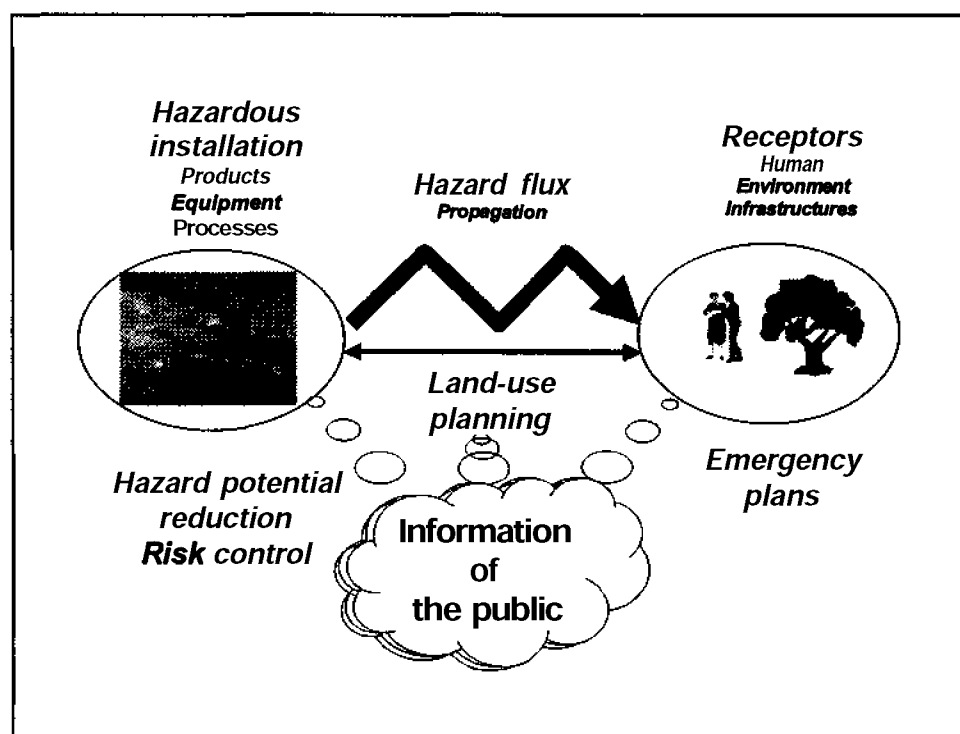 Hazardous
installation
Products
Equipment
Processes
Hazard flux
Propagation
Receptors
Human
Environment
Infrastructures
Land-use
planning
Hazard potential
reduction
Risk control
Emergency
plans
Information
of
the public